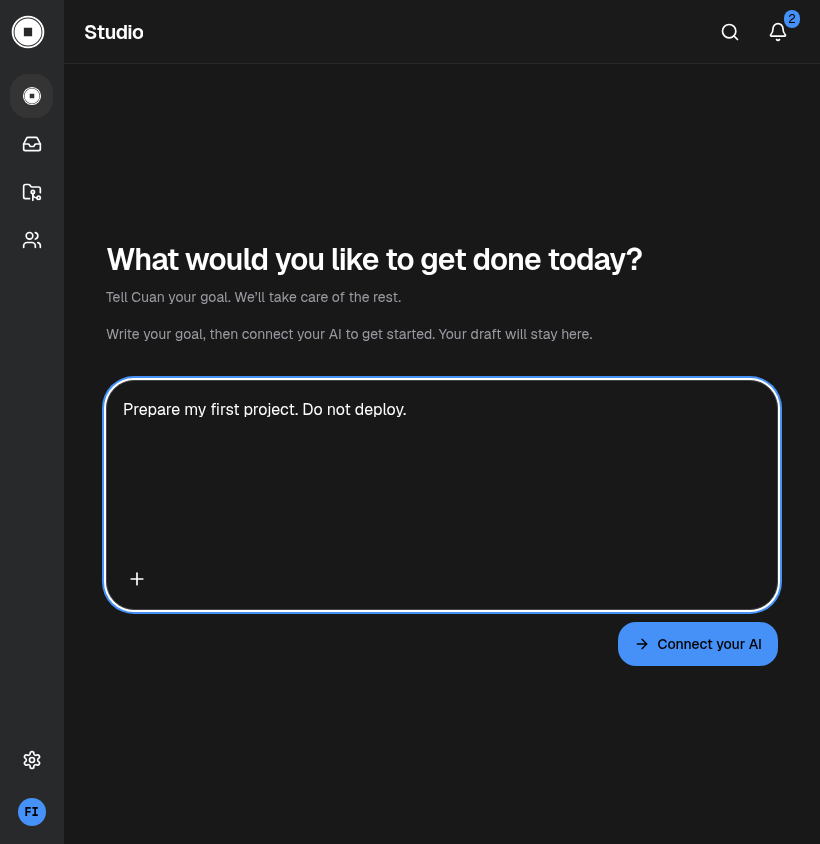 Studio
2
What would you like to get done today?
Tell Cuan your goal. We’ll take care of the rest.
Write your goal, then connect your AI to get started. Your draft will stay here.
Prepare my first project. Do not deploy.
Connect your AI
FI